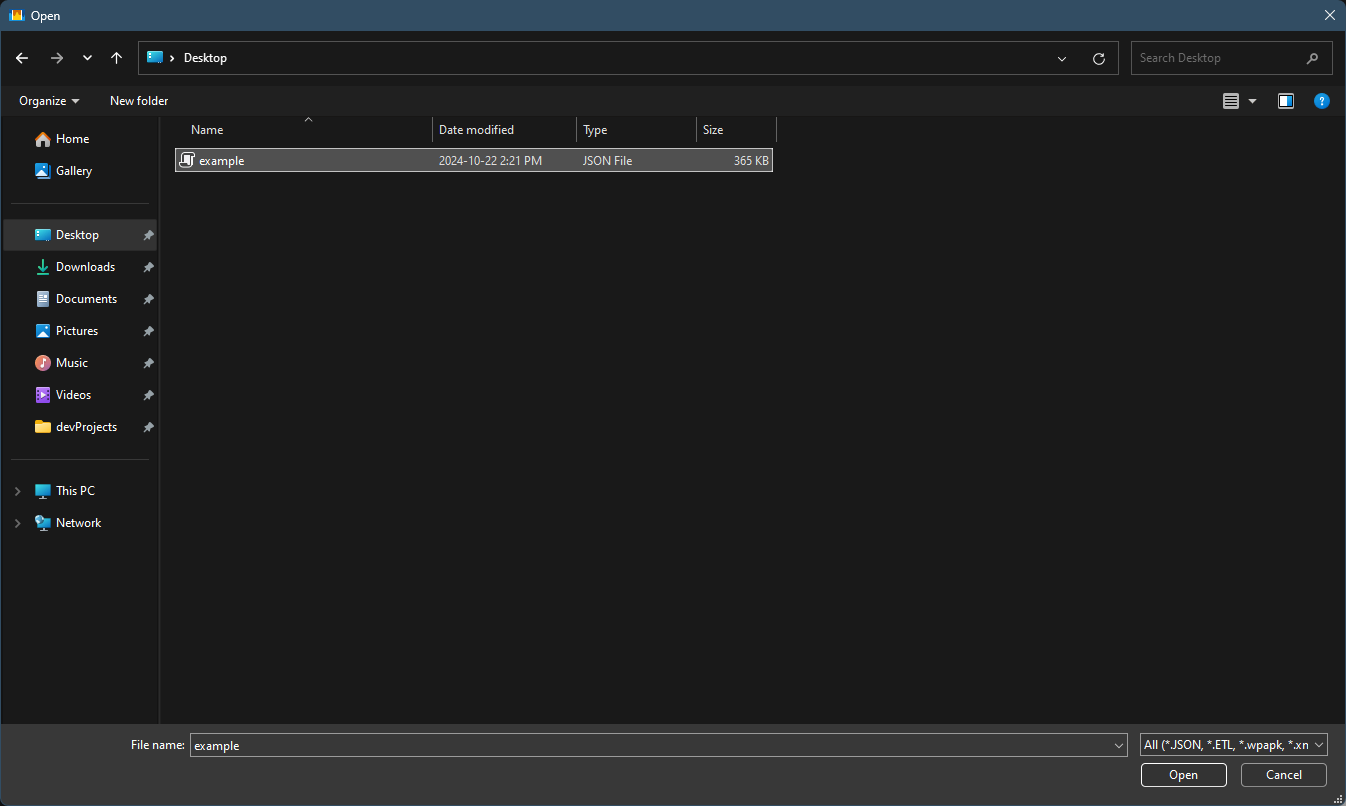 Open
Desktop
Search Desktop
Organize
New folder
?
Name
Date modified
Type
Size
example
2024-10-22 2:21 PM
JSON File
365 KB
Home
Gallery
Desktop
Downloads
Documents
Pictures
Music
Videos
devProjects
This PC
Network
File name:
example
All (*.JSON, *.ETL, *.wpapk, *.xn
Open
Cancel